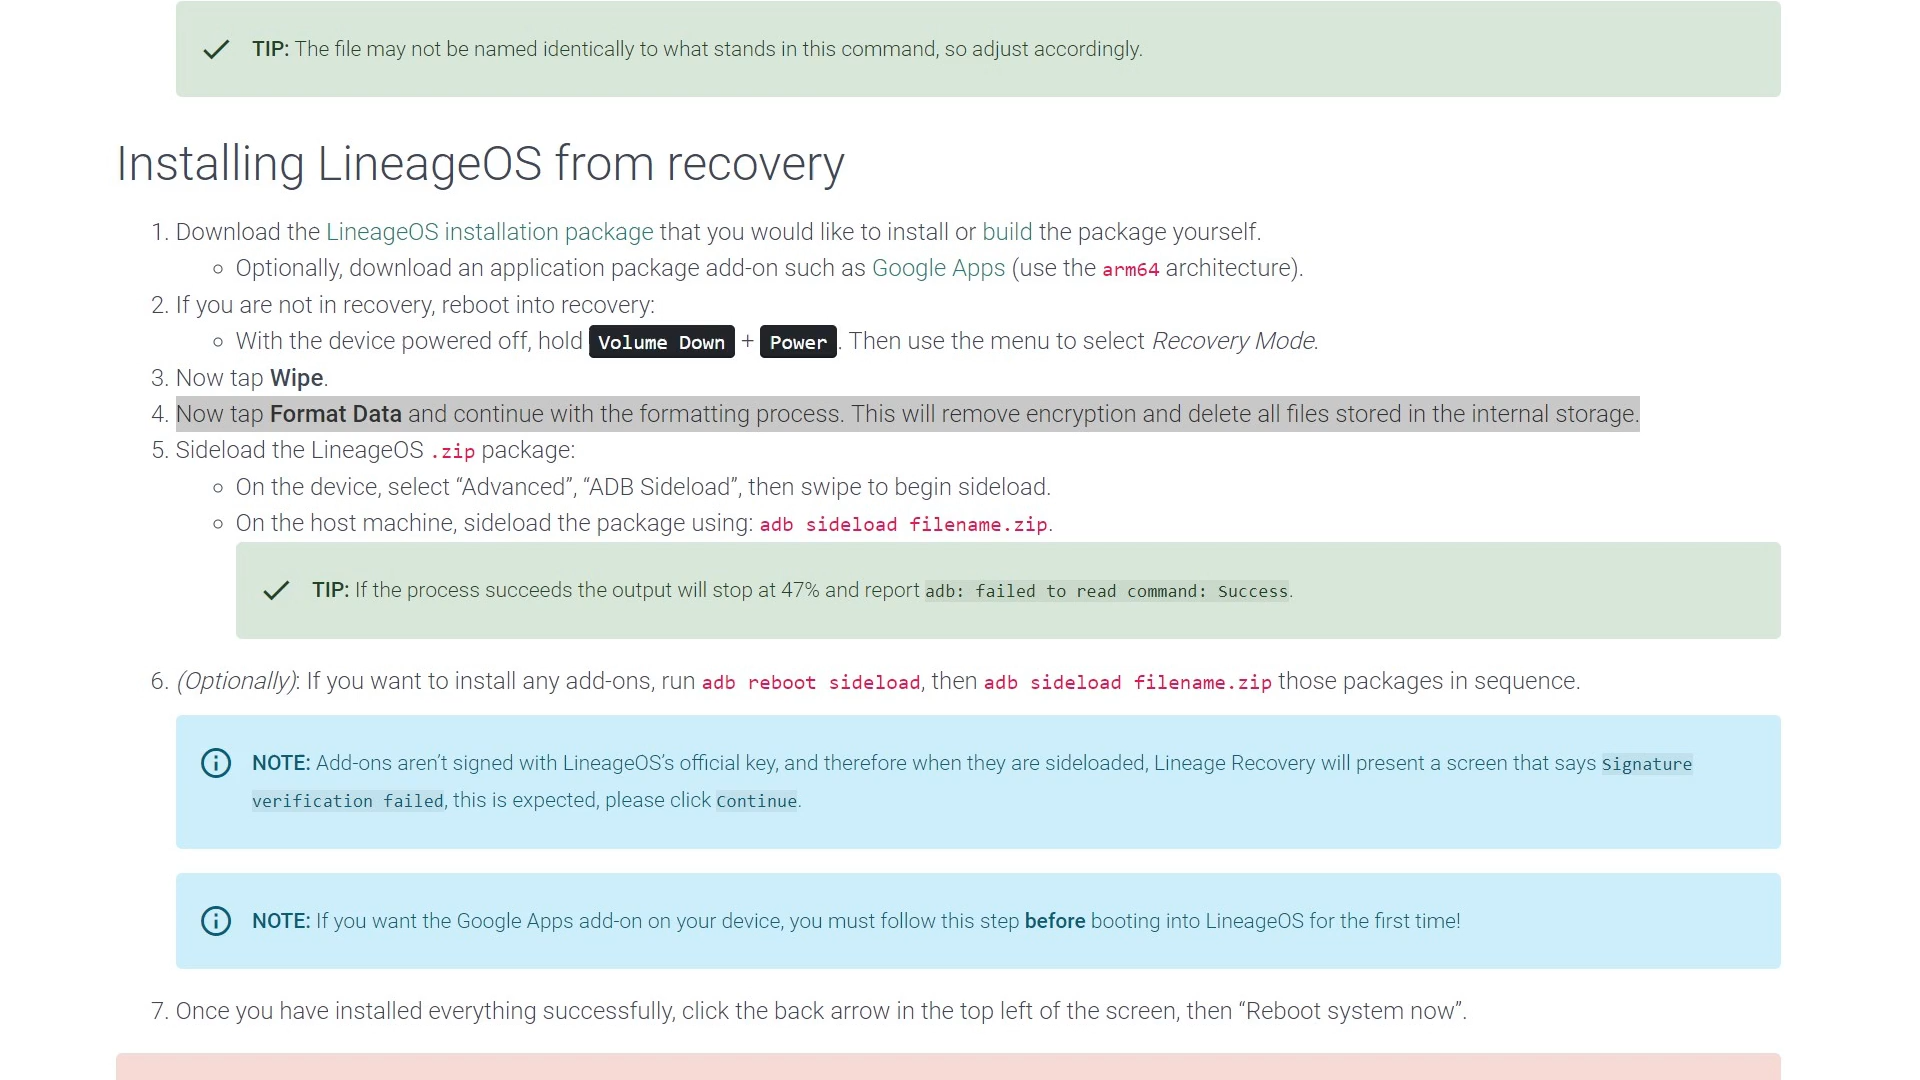 TIP: The file may not be named identically to what stands in this command, so adjust accordingly.
Installing LineageOS from recovery
1. Download the LineageOS installation package that you would like to install or build the package yourself.
Optionally, download an application package add-on such as Google Apps (use the arm64 architecture).
2. If you are not in recovery, reboot into recovery:
With the device powered off, hold Volume Down + Power. Then use the menu to select Recovery Mode.
3. Now tap Wipe.
4. Now tap Format Data and continue with the formatting process. This will remove encryption and delete all files stored in the internal storage.
5. Sideload the LineageOS .zip package:
On the device, select “Advanced”, “ADB Sideload”, then swipe to begin sideload.
On the host machine, sideload the package using: adb sideload filename.zip.
TIP: If the process succeeds the output will stop at 47% and report adb: failed to read command: Success.
6. (Optionally): If you want to install any add-ons, run adb reboot sideload, then adb sideload filename.zip those packages in sequence.
NOTE: Add-ons aren’t signed with LineageOS’s official key, and therefore when they are sideloaded, Lineage Recovery will present a screen that says Signature
verification failed, this is expected, please click Continue.
NOTE: If you want the Google Apps add-on on your device, you must follow this step before booting into LineageOS for the first time!
7. Once you have installed everything successfully, click the back arrow in the top left of the screen, then “Reboot system now”.